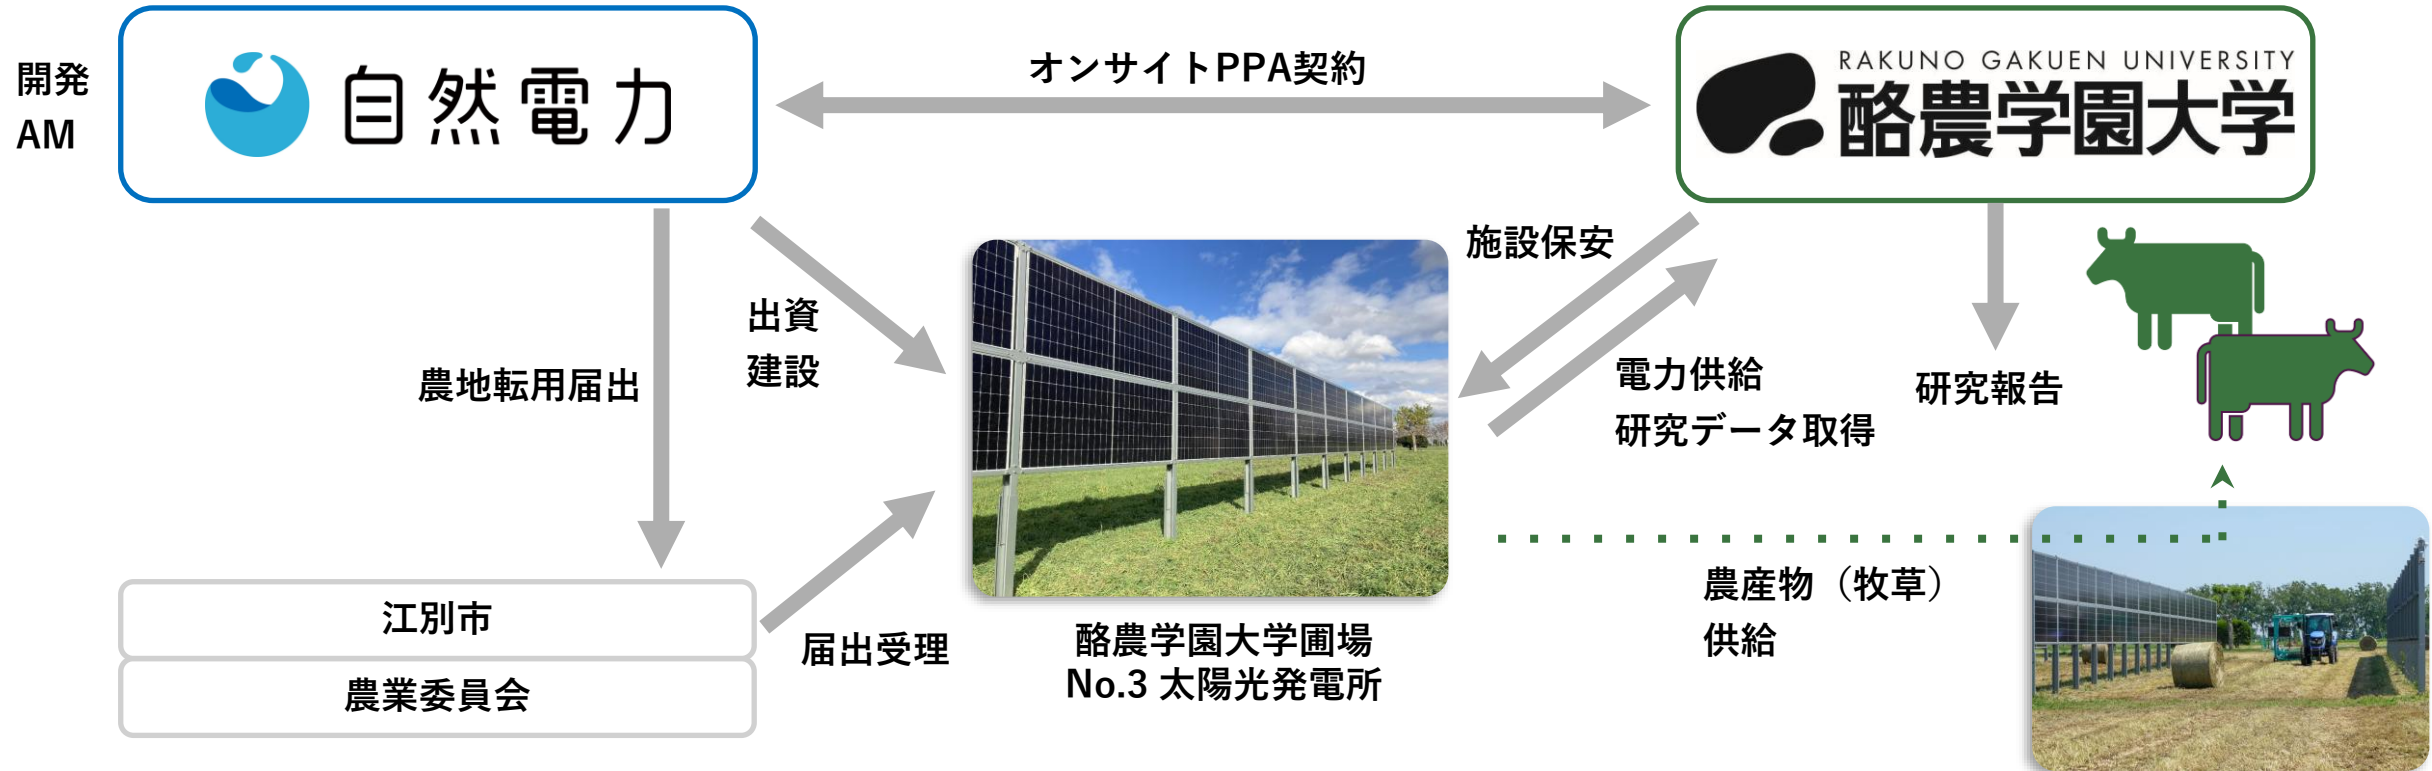 開発
AM
自然電力
オンサイトPPA契約
RAKUNO GAKUEN UNIVERSITY
酪農学園大学
施設保安
出資
建設
農地転用届出
電力供給
研究データ取得
研究報告
江別市
農業委員会
届出受理
酪農学園大学圃場
No.3 太陽光発電所
農産物（牧草）
供給